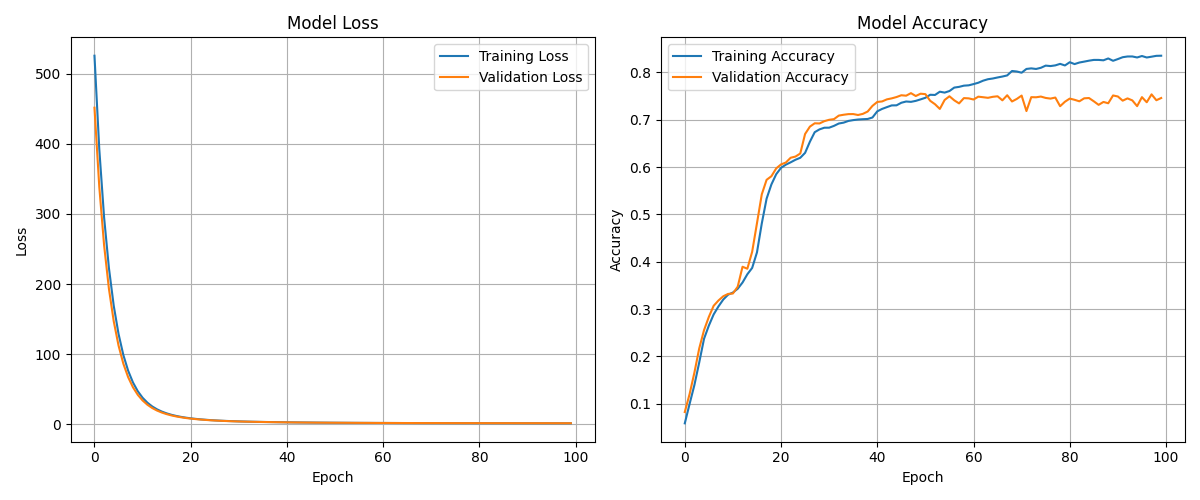 Model Loss
500
400
300
200
100
0
Loss
0 20 40 60 80 100
Epoch
Training Loss
Validation Loss
Model Accuracy
0.8
0.7
0.6
0.5
0.4
0.3
0.2
0.1
Accuracy
0 20 40 60 80 100
Epoch
Training Accuracy
Validation Accuracy